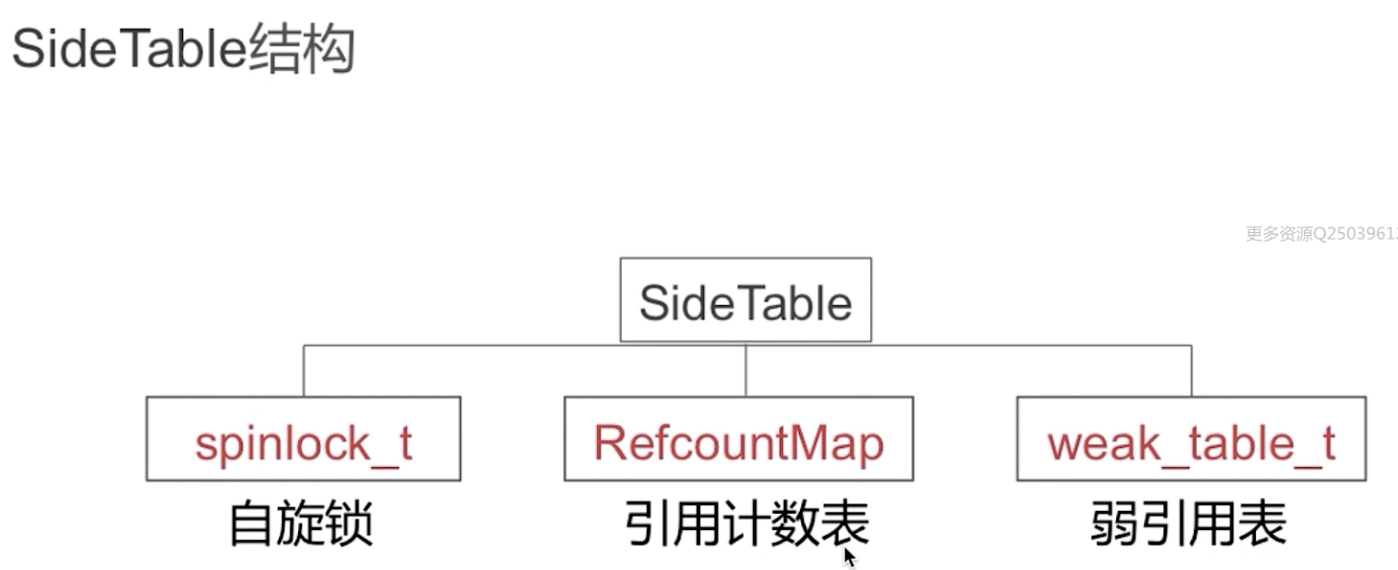 SideTable结构
更多资源Q2503961
SideTable
spinlock_t
RefcountMap
weak_table_t
自旋锁
引用计数表
弱引用表